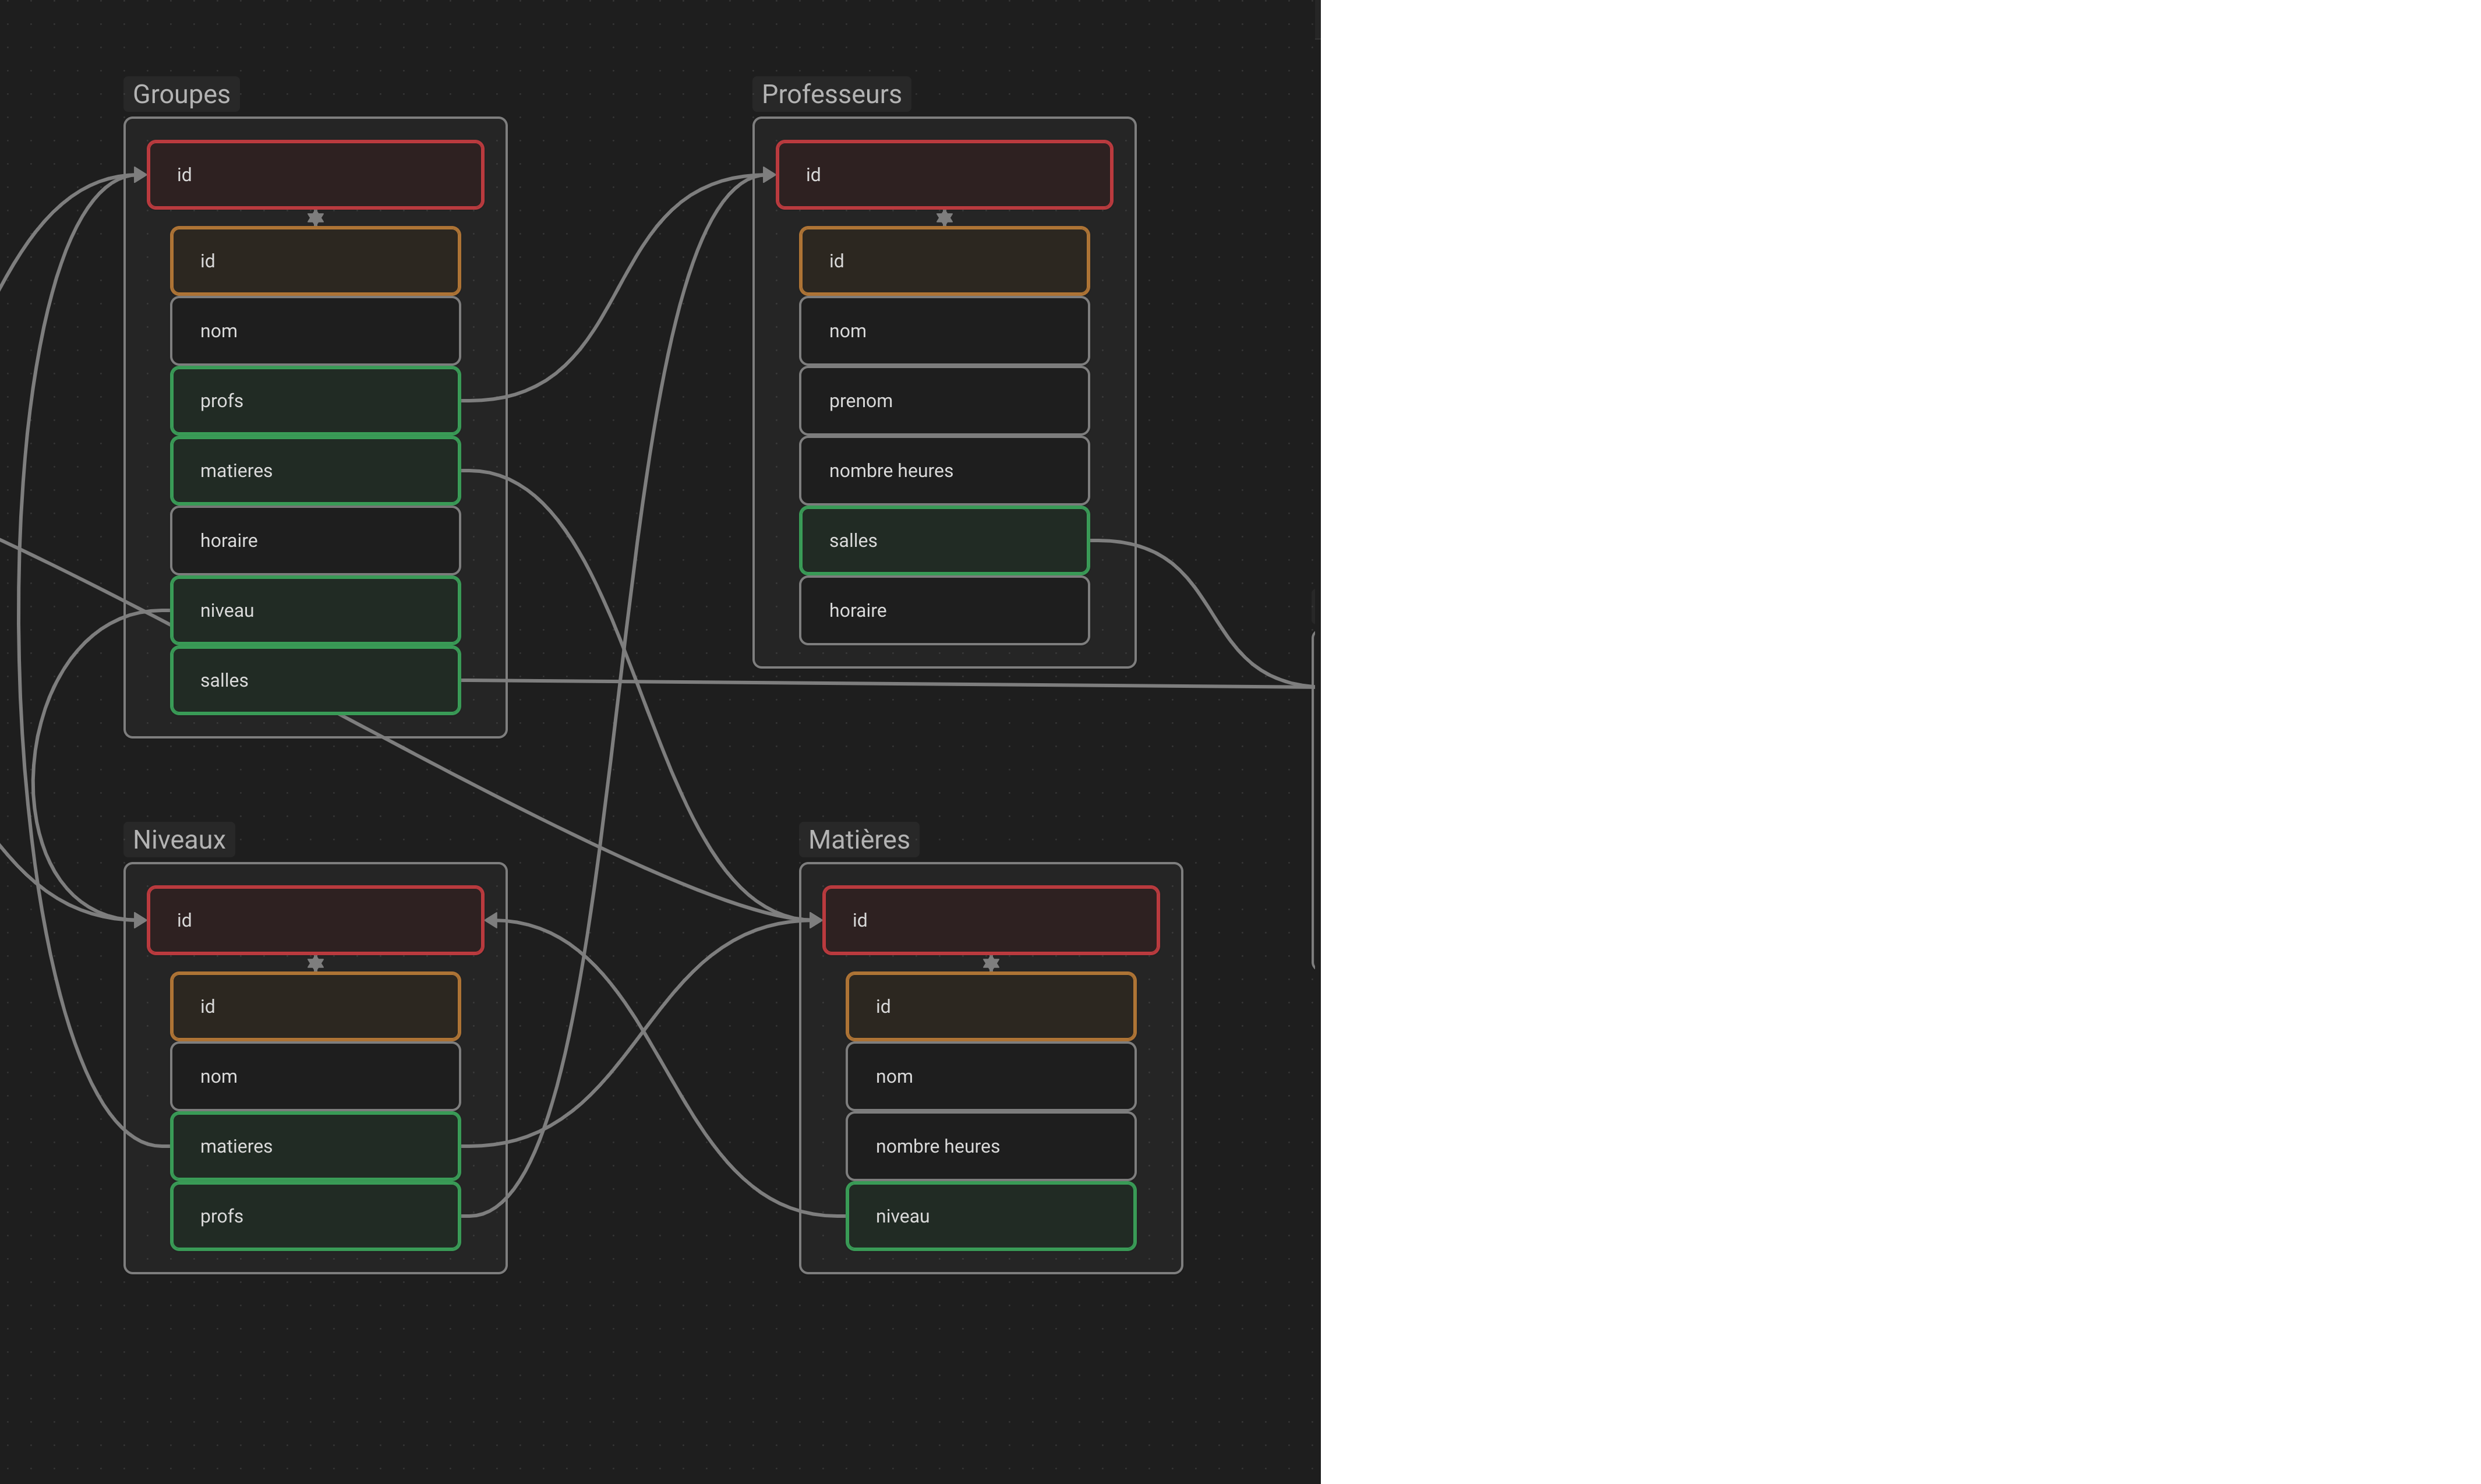 Groupes
id
id
nom
profs
matieres
horaire
niveau
salles
Professeurs
id
id
nom
prenom
nombre heures
salles
horaire
Niveaux
id
id
nom
matieres
profs
Matières
id
id
nom
nombre heures
niveau